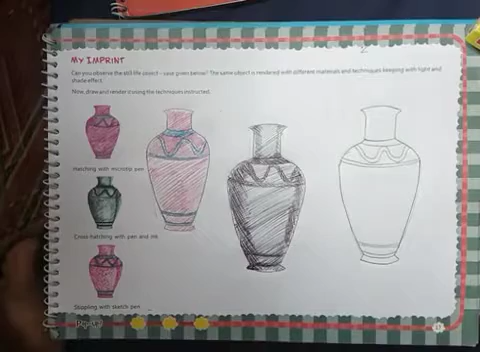 MY IMPRINT
Can you observe the still life object - vase given below? The same object is rendered with different materials and techniques keeping with light and
shade effect.
Now, draw and render it using the techniques instructed.
Hatching with microtip pen
Cross hatching with pen and ink
Stippling with sketch pen